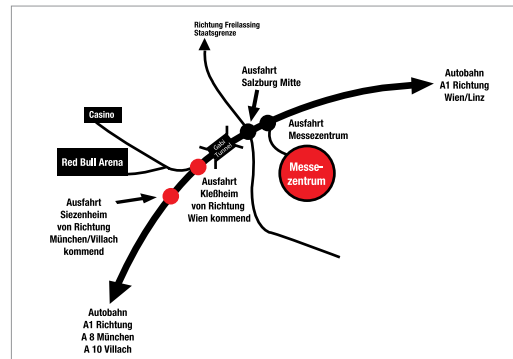 Richtung Freilassing
Staatsgrenze
Ausfahrt
Salzburg Mitte
Autobahn
A1 Richtung
Wien/Linz
Casino
Ausfahrt
Messezentrum
Gabi
Tunnel
Red Bull Arena
Messe-
zentrum
Ausfahrt
Kleßheim
von Richtung
Wien kommend
Ausfahrt
Siezenheim
von Richtung
München/Villach
kommend
Autobahn
A1 Richtung
A 8 München
A 10 Villach